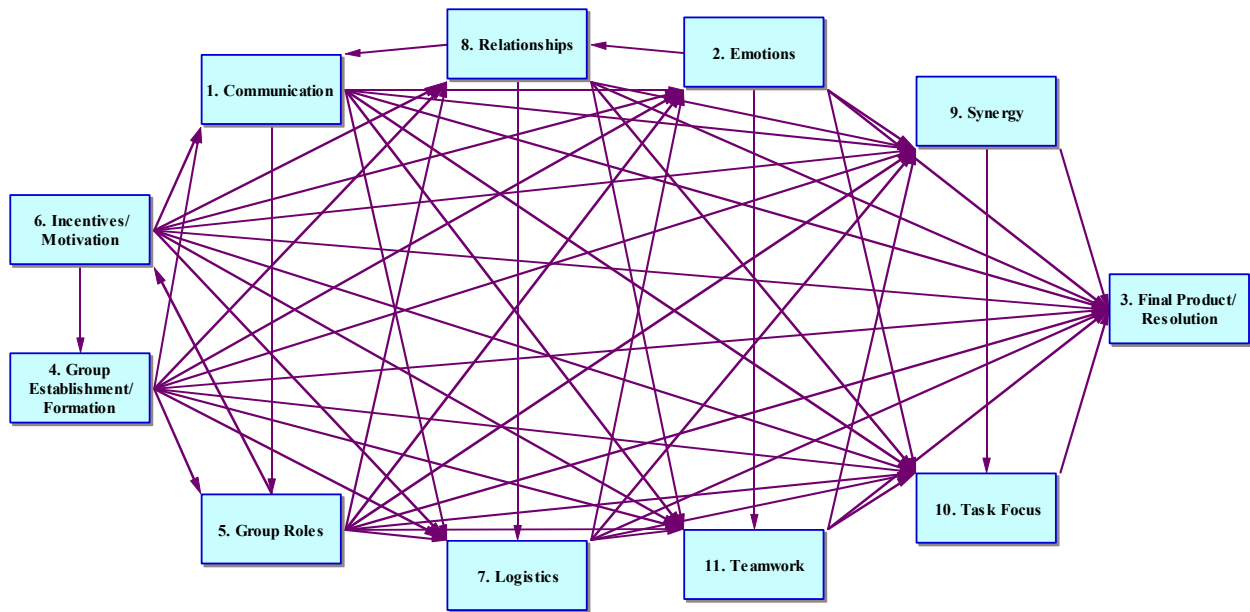 8. Relationships
2. Emotions
1. Communication
9. Synergy
6. Incentives/
Motivation
3. Final Product/
Resolution
4. Group
Establishment/
Formation
5. Group Roles
10. Task Focus
7. Logistics
11. Teamwork